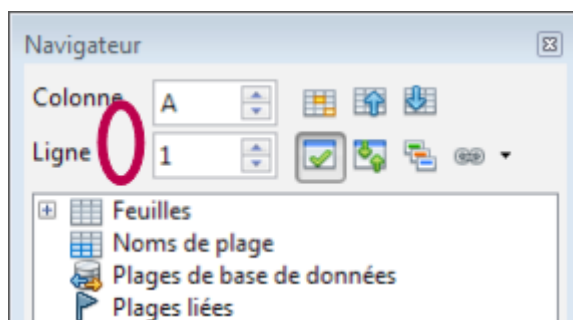 Navigateur
Colonne A
Ligne 1
Feuilles
Noms de plage
Plages de base de données
Plages liées